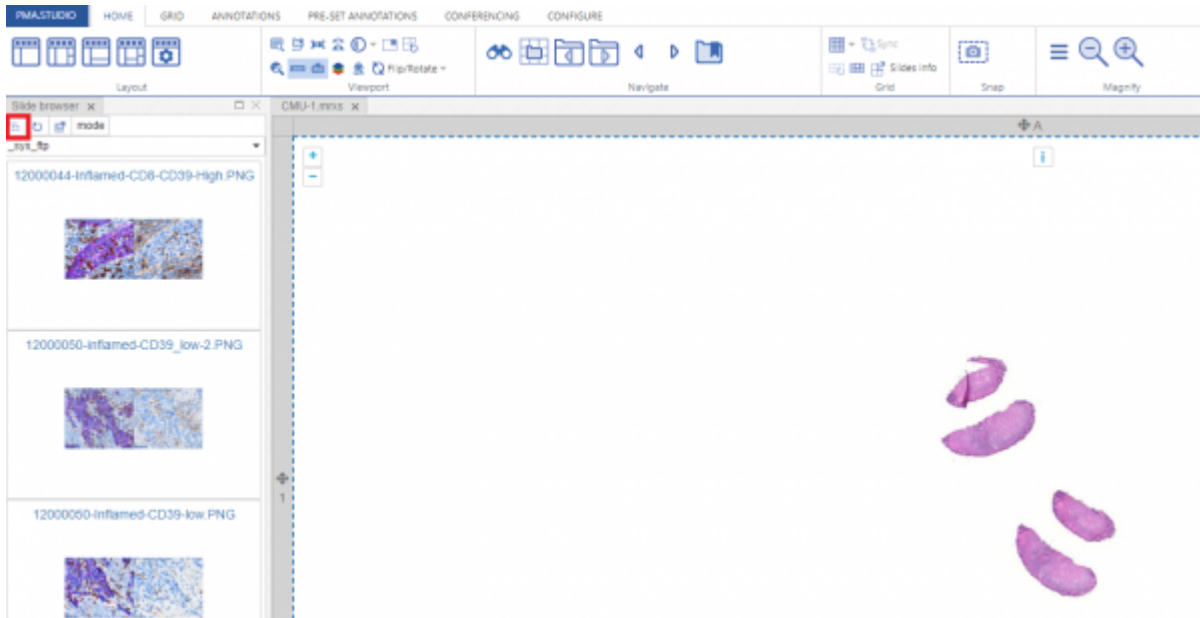 PMA.STUDIO HOME GRID ANNOTATIONS PRE-SET ANNOTATIONS CONFERENCING CONFIGURE
Sync
Flip/Rotate
Slides info
Layout Viewport Navigate Grid Snap Magnify
Slide browser x CMU-1.mrxs x
mode A
_sys_ftp
+ i
−
12000044-Inflamed-CD8-CD39-High.PNG
12000050-inflamed-CD39_low-2.PNG
1
12000050-Inflamed-CD39-low.PNG